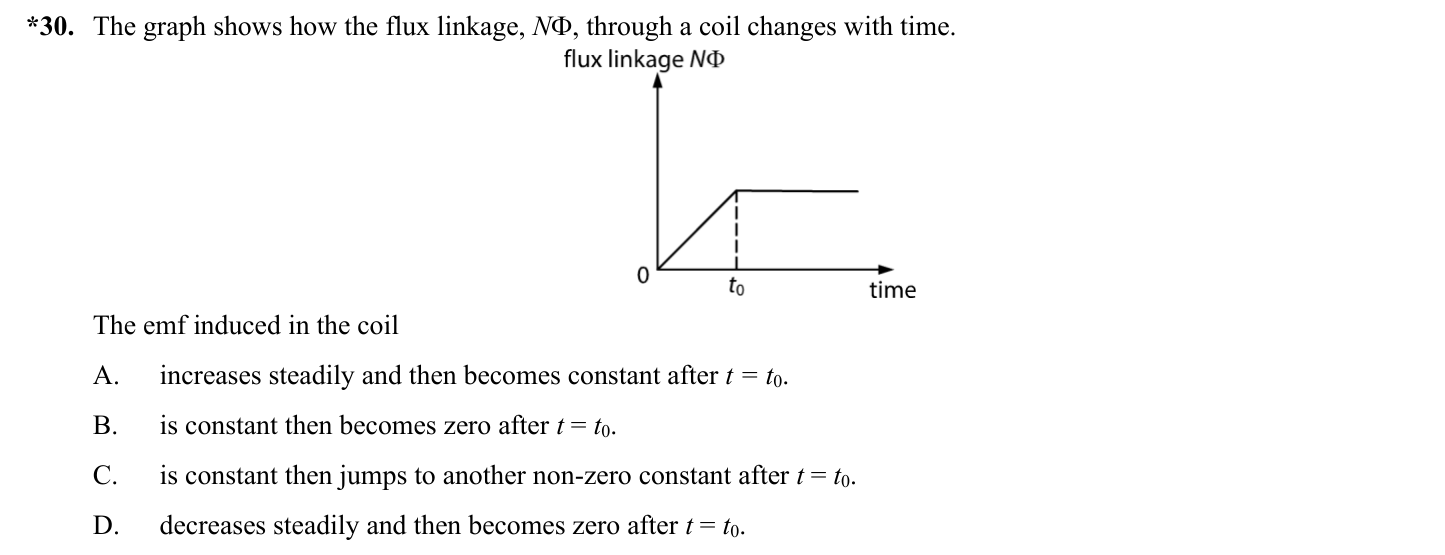 *30. The graph shows how the flux linkage, NΦ, through a coil changes with time.
flux linkage NΦ
0
t₀
time
The emf induced in the coil
A. increases steadily and then becomes constant after t = t₀.
B. is constant then becomes zero after t = t₀.
C. is constant then jumps to another non-zero constant after t = t₀.
D. decreases steadily and then becomes zero after t = t₀.